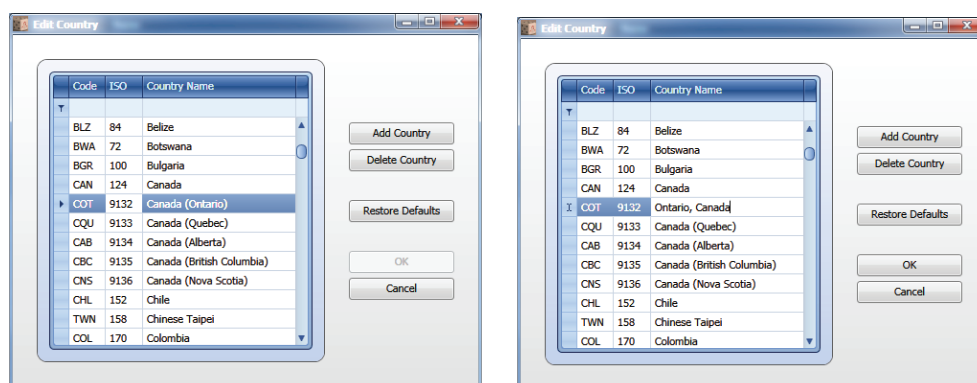 Edit Country
Code ISO Country Name
BLZ 84 Belize
BWA 72 Botswana
BGR 100 Bulgaria
CAN 124 Canada
COT 9132 Canada (Ontario)
CQU 9133 Canada (Quebec)
CAB 9134 Canada (Alberta)
CBC 9135 Canada (British Columbia)
CNS 9136 Canada (Nova Scotia)
CHL 152 Chile
TWN 158 Chinese Taipei
COL 170 Colombia
Add Country
Delete Country
Restore Defaults
OK
Cancel
Edit Country
Code ISO Country Name
BLZ 84 Belize
BWA 72 Botswana
BGR 100 Bulgaria
CAN 124 Canada
COT 9132 Ontario, Canada
CQU 9133 Canada (Quebec)
CAB 9134 Canada (Alberta)
CBC 9135 Canada (British Columbia)
CNS 9136 Canada (Nova Scotia)
CHL 152 Chile
TWN 158 Chinese Taipei
COL 170 Colombia
Add Country
Delete Country
Restore Defaults
OK
Cancel